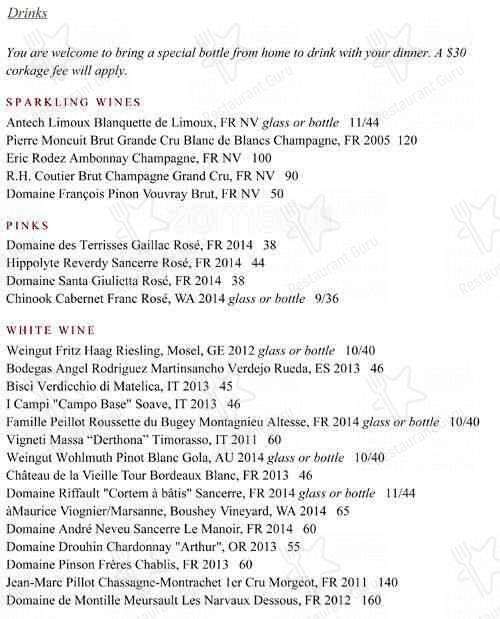 Drinks
You are welcome to bring a special bottle from home to drink with your dinner. A $30
corkage fee will apply.
SPARKLING WINES
Antech Limoux Blanquette de Limoux, FR NV glass or bottle 11/44
Pierre Moncuit Brut Grande Cru Blanc de Blancs Champagne, FR 2005 120
Eric Rodez Ambonnay Champagne, FR NV 100
R.H. Coutier Brut Champagne Grand Cru, FR NV 90
Domaine François Pinon Vouvray Brut, FR NV 50
PINKS
Domaine des Terrisses Gaillac Rosé, FR 2014 38
Hippolyte Reverdy Sancerre Rosé, FR 2014 44
Domaine Santa Giulietta Rosé, FR 2014 38
Chinook Cabernet Franc Rosé, WA 2014 glass or bottle 9/36
WHITE WINE
Weingut Fritz Haag Riesling, Mosel, GE 2012 glass or bottle 10/40
Bodegas Angel Rodriguez Martinsancho Verdejo Rueda, ES 2013 46
Bisci Verdicchio di Matelica, IT 2013 45
I Campi "Campo Base" Soave, IT 2013 46
Famille Peillot Roussette du Bugey Montagnieu Altesse, FR 2014 glass or bottle 10/40
Vigneti Massa “Derthona” Timorasso, IT 2011 60
Weingut Wohlmuth Pinot Blanc Gola, AU 2014 glass or bottle 10/40
Château de la Vieille Tour Bordeaux Blanc, FR 2013 46
Domaine Riffault "Cortem à bâtis" Sancerre, FR 2014 glass or bottle 11/44
àMaurice Viognier/Marsanne, Boushey Vineyard, WA 2014 65
Domaine André Neveu Sancerre Le Manoir, FR 2014 60
Domaine Drouhin Chardonnay "Arthur", OR 2013 55
Domaine Pinson Frères Chablis, FR 2013 60
Jean-Marc Pillot Chassagne-Montrachet 1er Cru Morgeot, FR 2011 140
Domaine de Montille Meursault Les Narvaux Dessous, FR 2012 160
zomato
Restaurant Guru